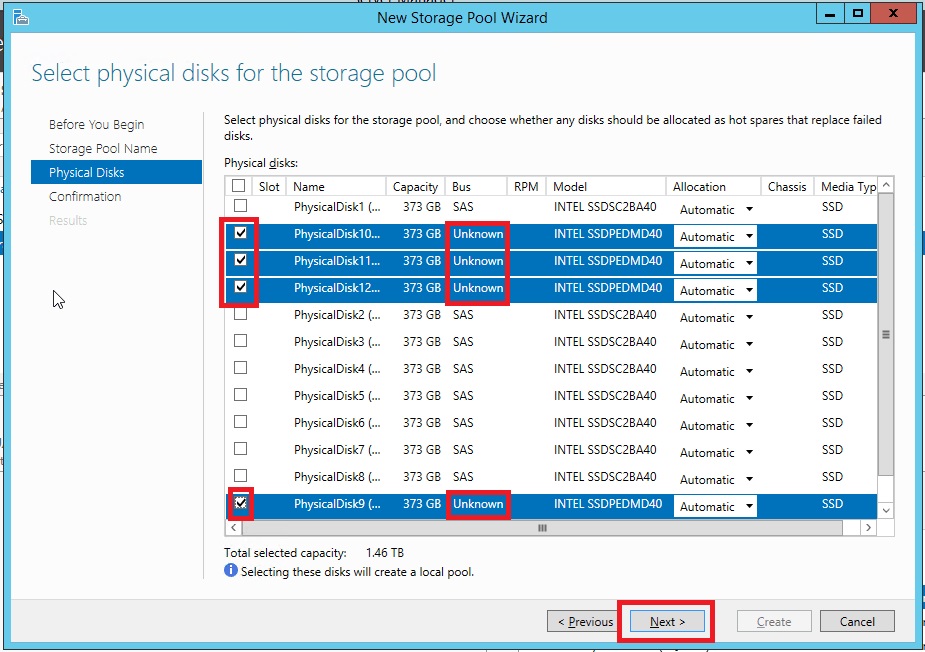 New Storage Pool Wizard
Select physical disks for the storage pool
Before You Begin
Storage Pool Name
Physical Disks
Confirmation
Results
Select physical disks for the storage pool, and choose whether any disks should be allocated as hot spares that replace failed
disks.
Physical disks:
Slot Name Capacity Bus RPM Model Allocation Chassis Media Typ
PhysicalDisk1 (... 373 GB SAS INTEL SSDSC2BA40 Automatic SSD
PhysicalDisk10... 373 GB Unknown INTEL SSDPEDMD40 Automatic SSD
PhysicalDisk11... 373 GB Unknown INTEL SSDPEDMD40 Automatic SSD
PhysicalDisk12... 373 GB Unknown INTEL SSDPEDMD40 Automatic SSD
PhysicalDisk2 (... 373 GB SAS INTEL SSDSC2BA40 Automatic SSD
PhysicalDisk3 (... 373 GB SAS INTEL SSDSC2BA40 Automatic SSD
PhysicalDisk4 (... 373 GB SAS INTEL SSDSC2BA40 Automatic SSD
PhysicalDisk5 (... 373 GB SAS INTEL SSDSC2BA40 Automatic SSD
PhysicalDisk6 (... 373 GB SAS INTEL SSDSC2BA40 Automatic SSD
PhysicalDisk7 (... 373 GB SAS INTEL SSDSC2BA40 Automatic SSD
PhysicalDisk8 (... 373 GB SAS INTEL SSDSC2BA40 Automatic SSD
PhysicalDisk9 (... 373 GB Unknown INTEL SSDPEDMD40 Automatic SSD
Total selected capacity: 1.46 TB
Selecting these disks will create a local pool.
< Previous Next > Create Cancel